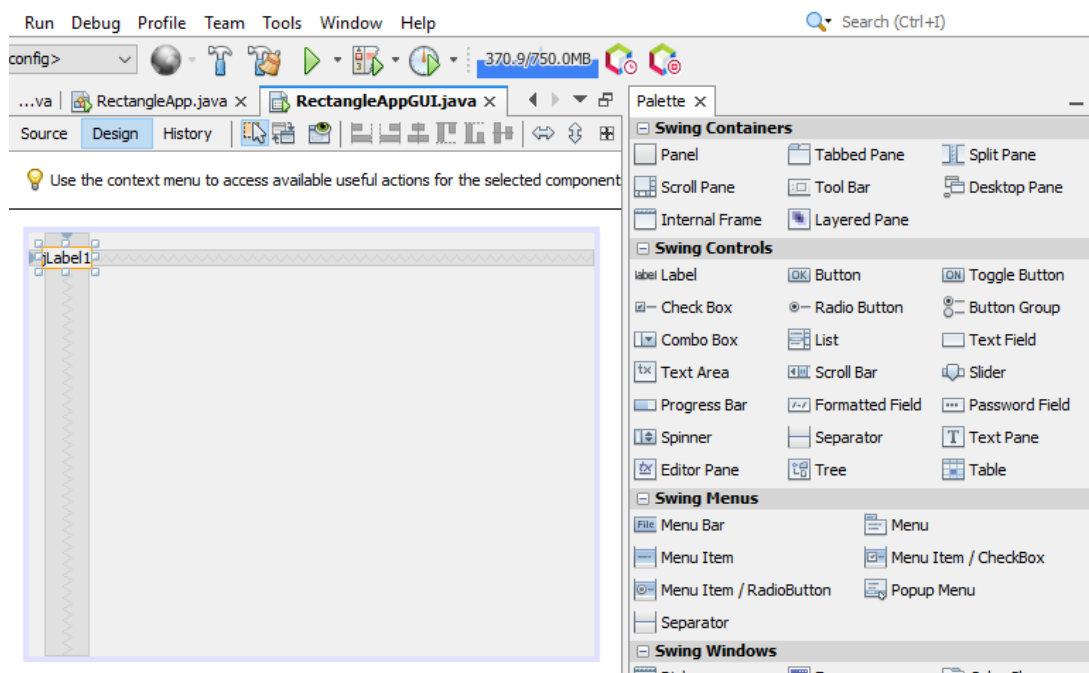 Run Debug Profile Team Tools Window Help Search (Ctrl+I)
config> 370.9/750.0MB
...va RectangleApp.java RectangleAppGUI.java Palette
Source Design History
Use the context menu to access available useful actions for the selected component
jLabel1
Swing Containers
Panel Tabbed Pane Split Pane
Scroll Pane Tool Bar Desktop Pane
Internal Frame Layered Pane
Swing Controls
label Label OK Button ON Toggle Button
Check Box Radio Button Button Group
Combo Box List Text Field
tx Text Area Scroll Bar Slider
Progress Bar Formatted Field Password Field
Spinner Separator T Text Pane
Editor Pane Tree Table
Swing Menus
File Menu Bar Menu
Menu Item Menu Item / CheckBox
Menu Item / RadioButton Popup Menu
Separator
Swing Windows